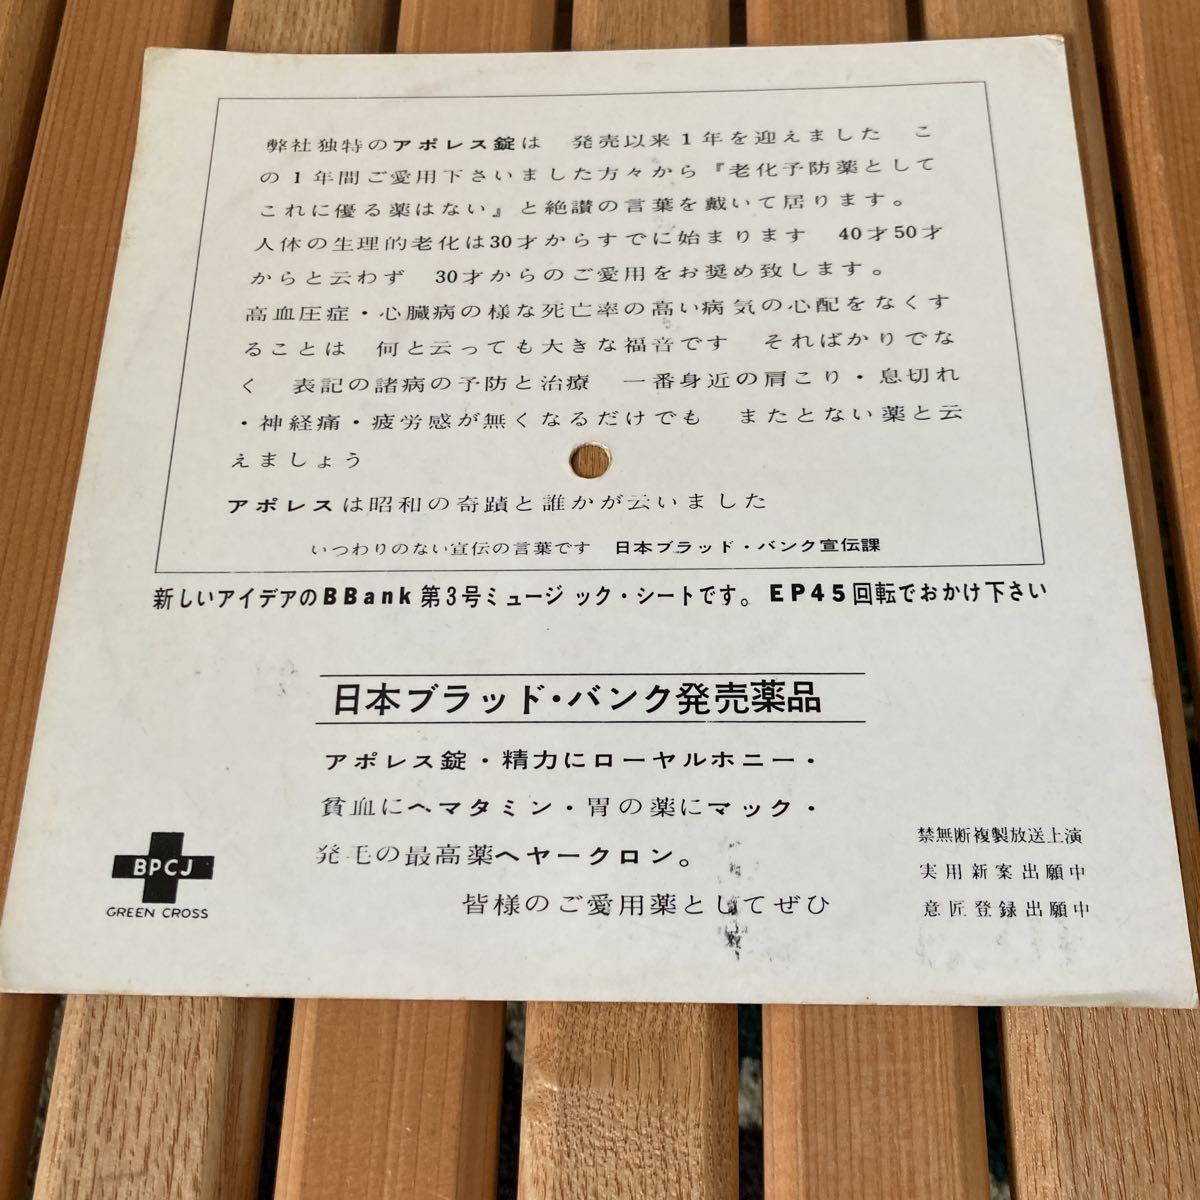 弊社独特のアポレス錠は　発売以来1年を迎えました　こ
の1年間ご愛用下さいました方々から『老化予防薬として
これに優る薬はない』と絶讃の言葉を戴いて居ります。
人体の生理的老化は30才からすでに始まります　40才50才
からと云わず　30才からのご愛用をお奨め致します。
高血圧症・心臓病の様な死亡率の高い病気の心配をなくす
ることは　何と云っても大きな福音です　そればかりでな
く　表記の諸病の予防と治療　一番身近の肩こり・息切れ
・神経痛・疲労感が無くなるだけでも　またとない薬と云
えましょう
アポレスは昭和の奇蹟と誰かが云いました
いつわりのない宣伝の言葉です　日本ブラッド・バンク宣伝課
新しいアイデアのBBank第3号ミュージック・シートです。EP45回転でおかけ下さい
日本ブラッド・バンク発売薬品
アポレス錠・精力にローヤルホニー・
貧血にヘマタミン・胃の薬にマック・
発毛の最高薬ヘヤークロン。
皆様のご愛用薬としてぜひ
BPCJ
GREEN CROSS
禁無断複製放送上演
実用新案出願中
意匠登録出願中